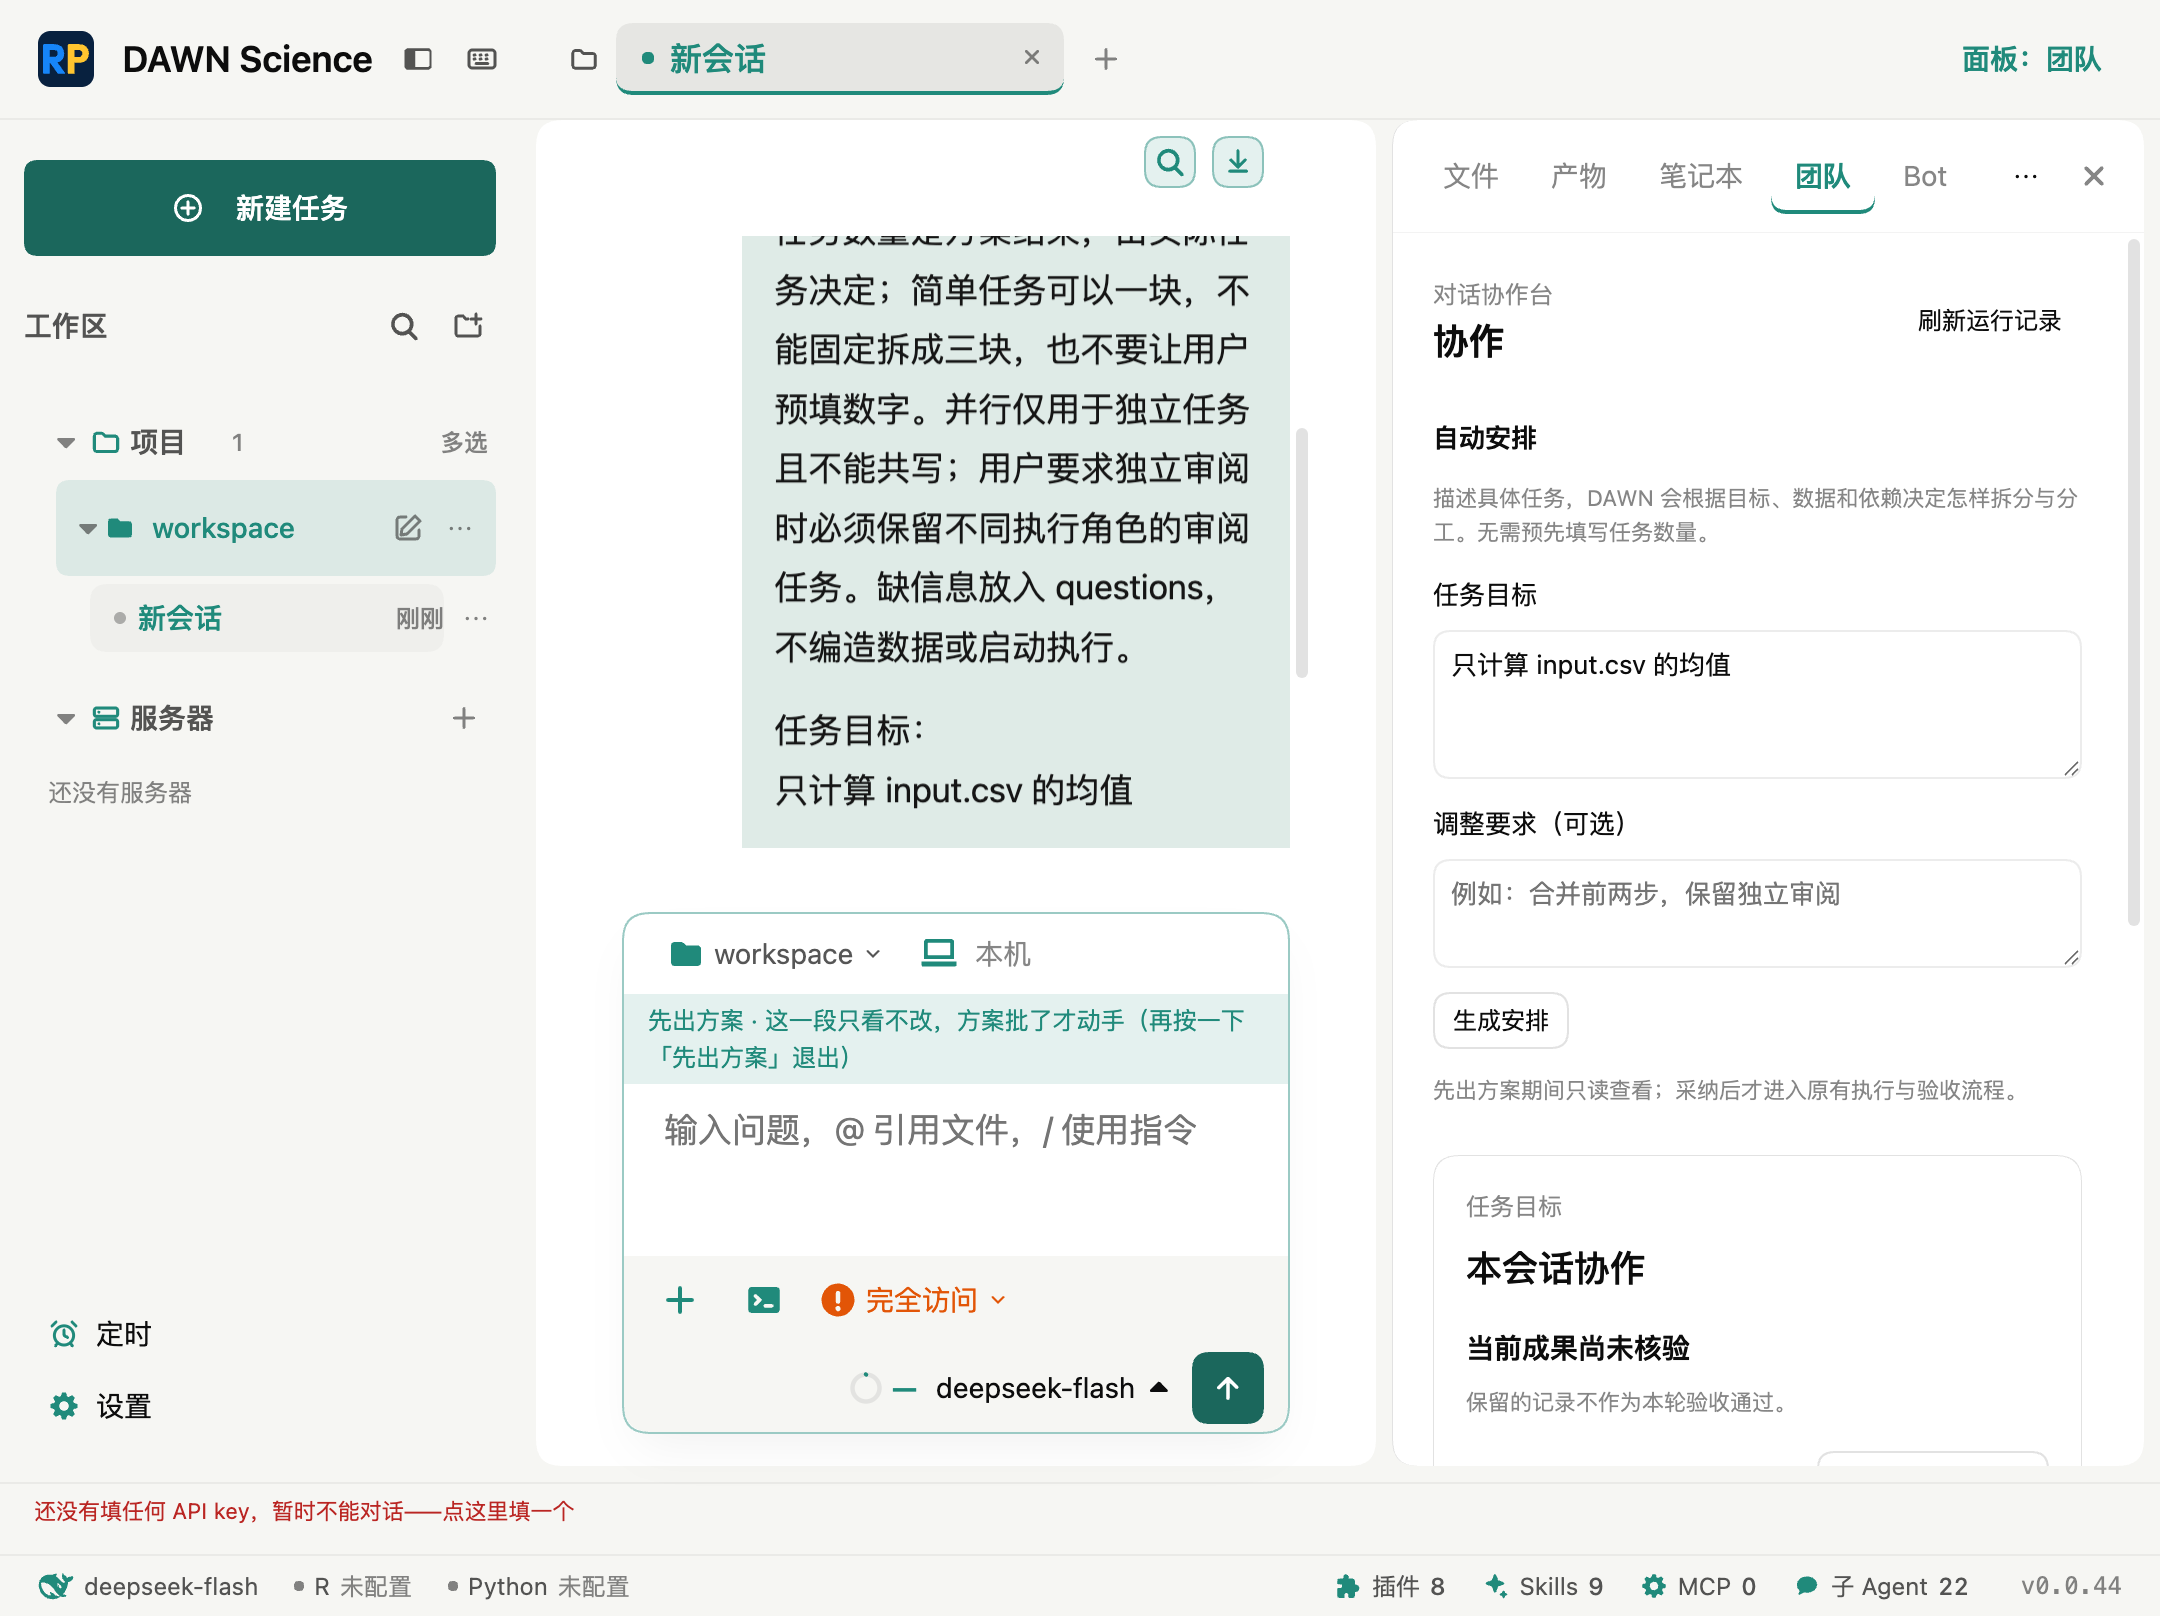 RP DAWN Science
新会话
面板：团队
新建任务
工作区
项目 1 多选
workspace
新会话 刚刚
服务器
还没有服务器
定时
设置
务决定；简单任务可以一块，不
能固定拆成三块，也不要让用户
预填数字。并行仅用于独立任务
且不能共写；用户要求独立审阅
时必须保留不同执行角色的审阅
任务。缺信息放入 questions，
不编造数据或启动执行。
任务目标：
只计算 input.csv 的均值
workspace 本机
先出方案 · 这一段只看不改，方案批了才动手（再按一下
「先出方案」退出）
输入问题，@ 引用文件，/ 使用指令
完全访问
deepseek-flash
文件 产物 笔记本 团队 Bot
对话协作台
协作
刷新运行记录
自动安排
描述具体任务，DAWN 会根据目标、数据和依赖决定怎样拆分与分
工。无需预先填写任务数量。
任务目标
只计算 input.csv 的均值
调整要求（可选）
例如：合并前两步，保留独立审阅
生成安排
先出方案期间只读查看；采纳后才进入原有执行与验收流程。
任务目标
本会话协作
当前成果尚未核验
保留的记录不作为本轮验收通过。
还没有填任何 API key，暂时不能对话——点这里填一个
deepseek-flash R 未配置 Python 未配置
插件 8 Skills 9 MCP 0 子 Agent 22 v0.0.44